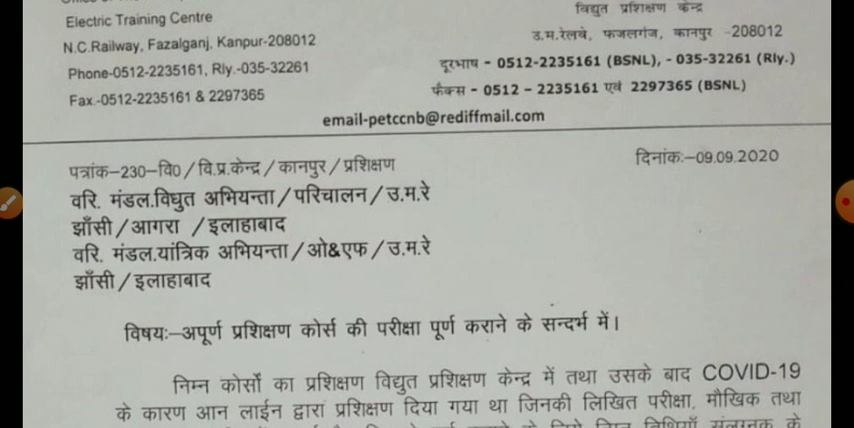 Electric Training Centre
विद्युत प्रशिक्षण केन्द्र
N.C.Railway, Fazalganj, Kanpur-208012
उ.म.रेलवे, फजलगंज, कानपुर -208012
Phone-0512-2235161, Rly.-035-32261
दूरभाष - 0512-2235161 (BSNL), - 035-32261 (Rly.)
Fax.-0512-2235161 & 2297365
फैक्स - 0512 – 2235161 एवं 2297365 (BSNL)
email-petccnb@rediffmail.com
पत्रांक–230–वि0/वि.प्र.केन्द्र/कानपुर/प्रशिक्षण
दिनांकः–09.09.2020
वरि. मंडल.विधुत अभियन्ता/परिचालन/उ.म.रे
झाँसी/आगरा /इलाहाबाद
वरि. मंडल.यांत्रिक अभियन्ता/ओ&एफ/उ.म.रे
झाँसी/इलाहाबाद
विषयः–अपूर्ण प्रशिक्षण कोर्स की परीक्षा पूर्ण कराने के सन्दर्भ में।
निम्न कोर्सों का प्रशिक्षण विद्युत प्रशिक्षण केन्द्र में तथा उसके बाद COVID-19
के कारण आन लाईन द्वारा प्रशिक्षण दिया गया था जिनकी लिखित परीक्षा, मौखिक तथा